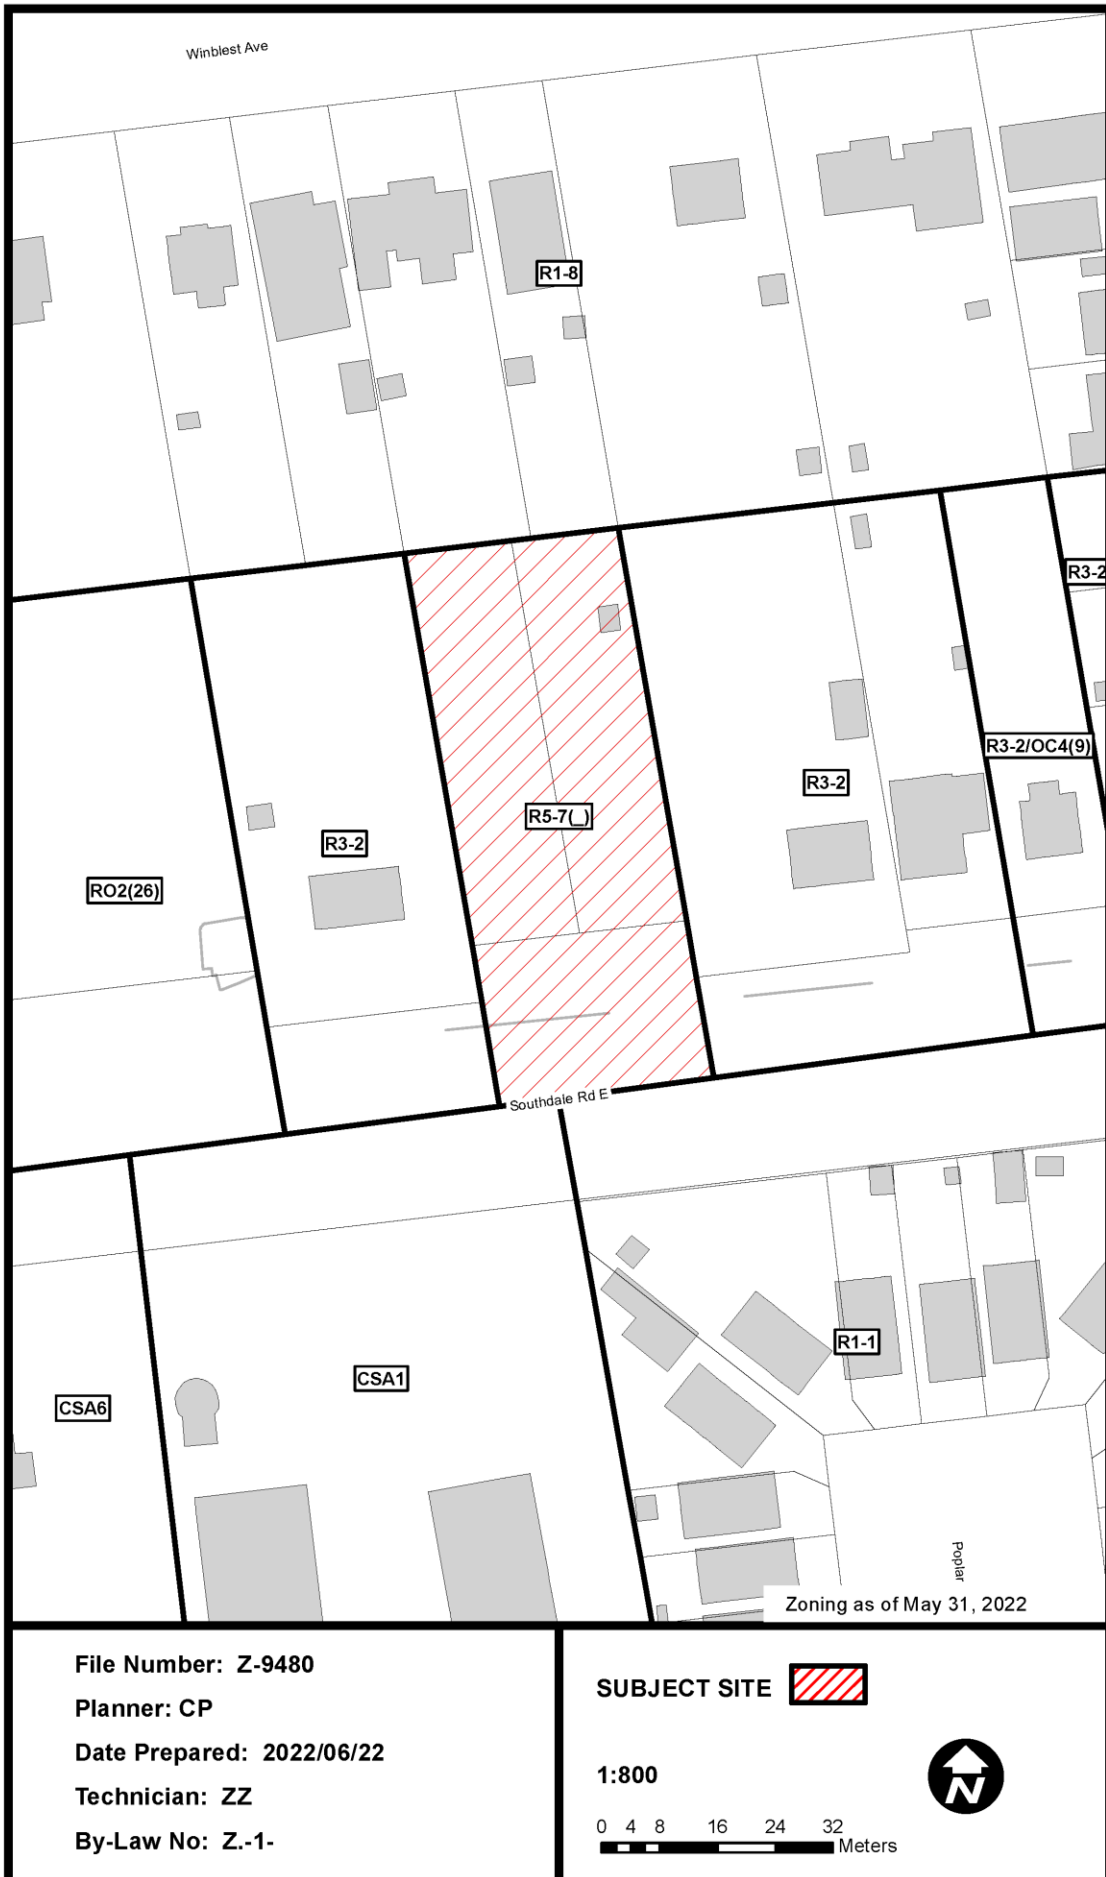 Winblest Ave
R1-8
R3-2
R3-2/OC4(9)
R3-2
R5-7(_)
R3-2
RO2(26)
Southdale Rd E
R1-1
CSA1
CSA6
Poplar
Zoning as of May 31, 2022
File Number: Z-9480
Planner: CP
Date Prepared: 2022/06/22
Technician: ZZ
By-Law No: Z.-1-
SUBJECT SITE
1:800
N
0 4 8 16 24 32
Meters